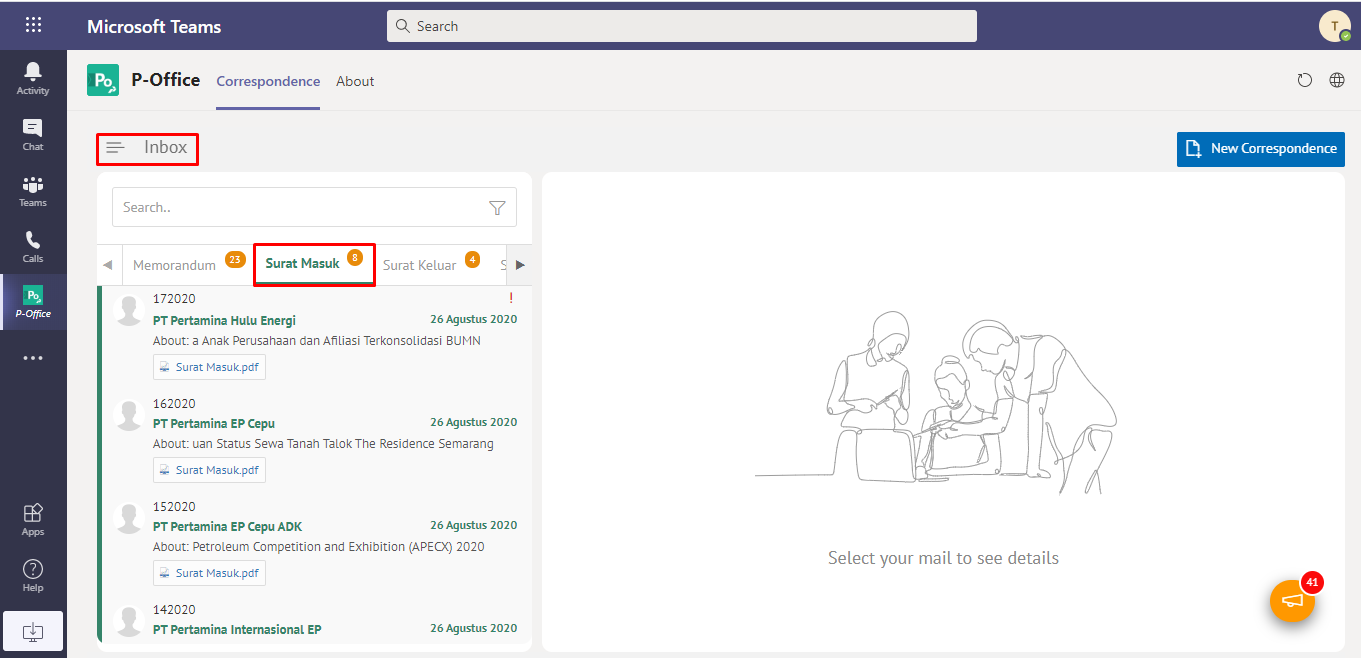 Microsoft Teams
Search
T
Activity
Chat
Teams
Calls
Po
P-Office
Apps
Help
Po
P-Office
Correspondence
About
Inbox
New Correspondence
Search..
Memorandum 23
Surat Masuk 8
Surat Keluar 4
S
172020 !
PT Pertamina Hulu Energi 26 Agustus 2020
About: a Anak Perusahaan dan Afiliasi Terkonsolidasi BUMN
Surat Masuk.pdf
162020
PT Pertamina EP Cepu 26 Agustus 2020
About: uan Status Sewa Tanah Talok The Residence Semarang
Surat Masuk.pdf
152020
PT Pertamina EP Cepu ADK 26 Agustus 2020
About: Petroleum Competition and Exhibition (APECX) 2020
Surat Masuk.pdf
142020
PT Pertamina Internasional EP 26 Agustus 2020
Select your mail to see details
41